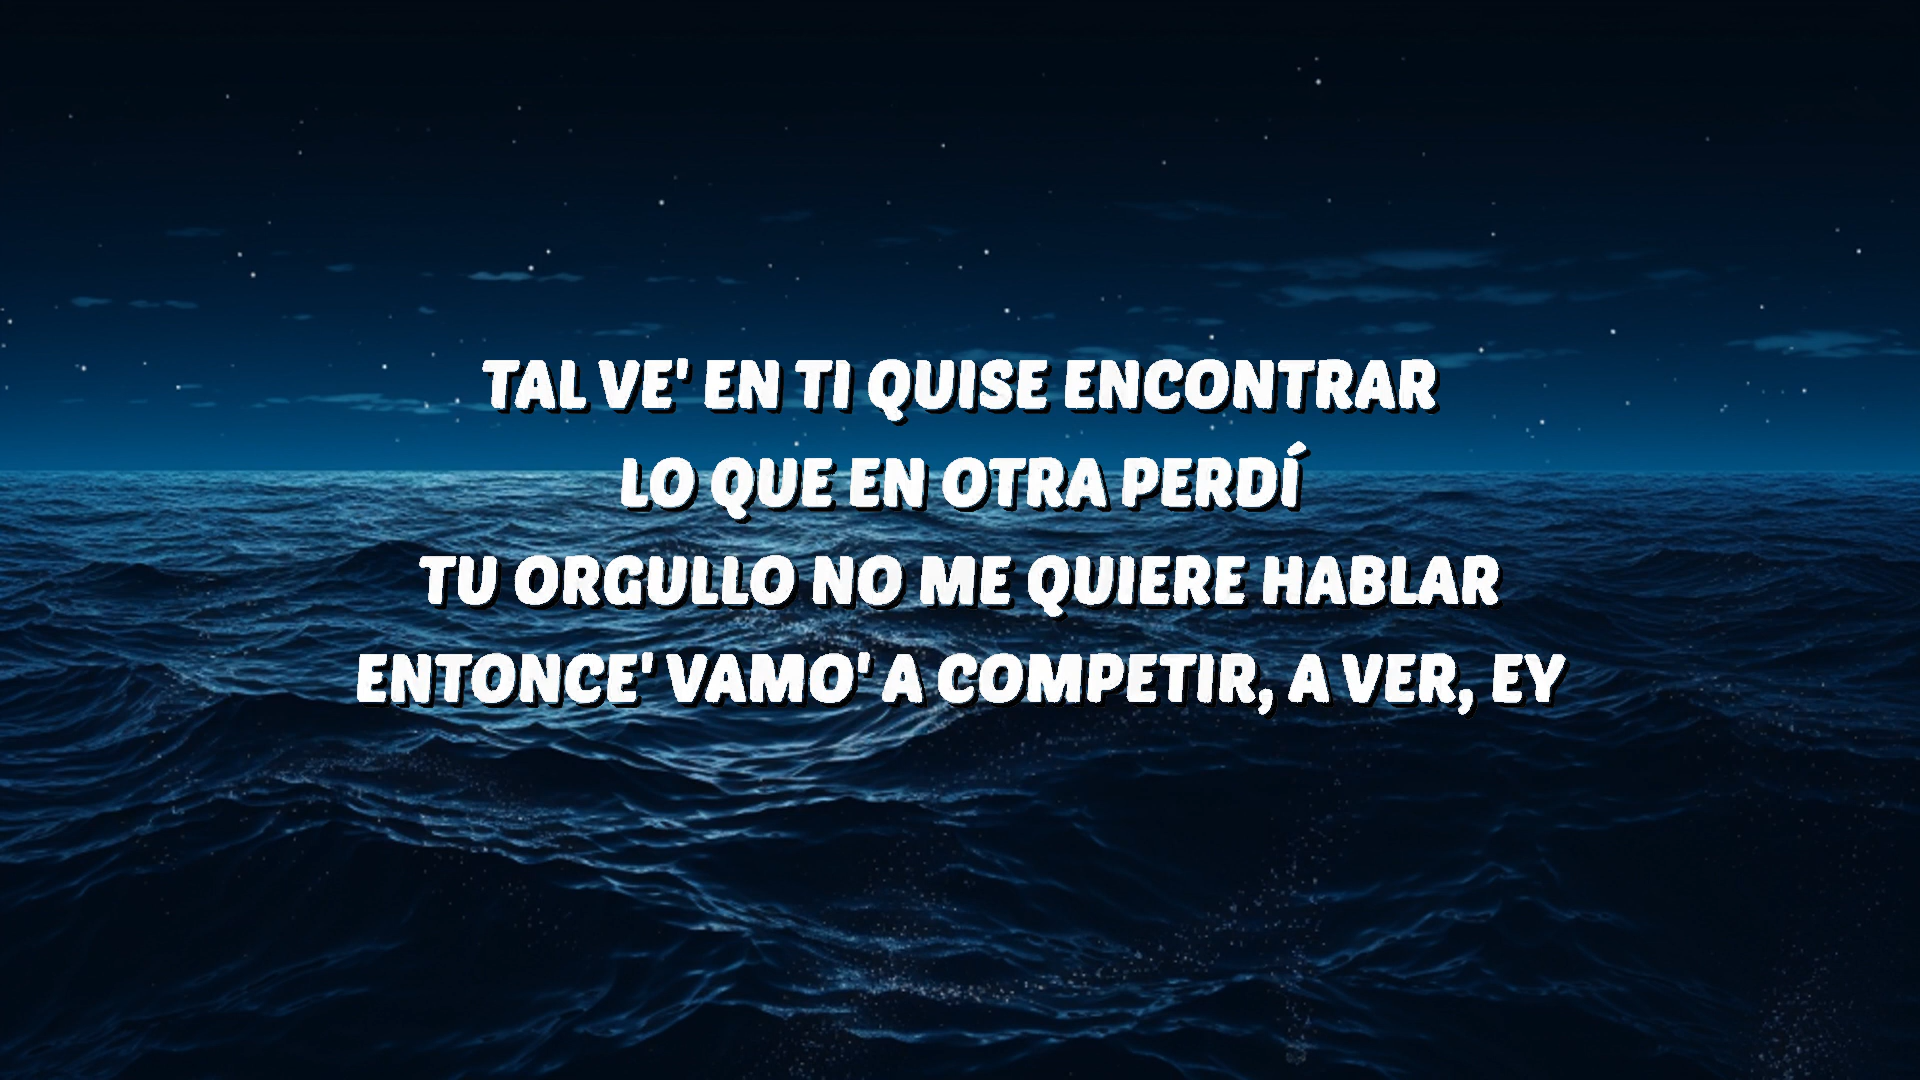 TAL VE' EN TI QUISE ENCONTRAR
LO QUE EN OTRA PERDÍ
TU ORGULLO NO ME QUIERE HABLAR
ENTONCE' VAMO' A COMPETIR, A VER, EY